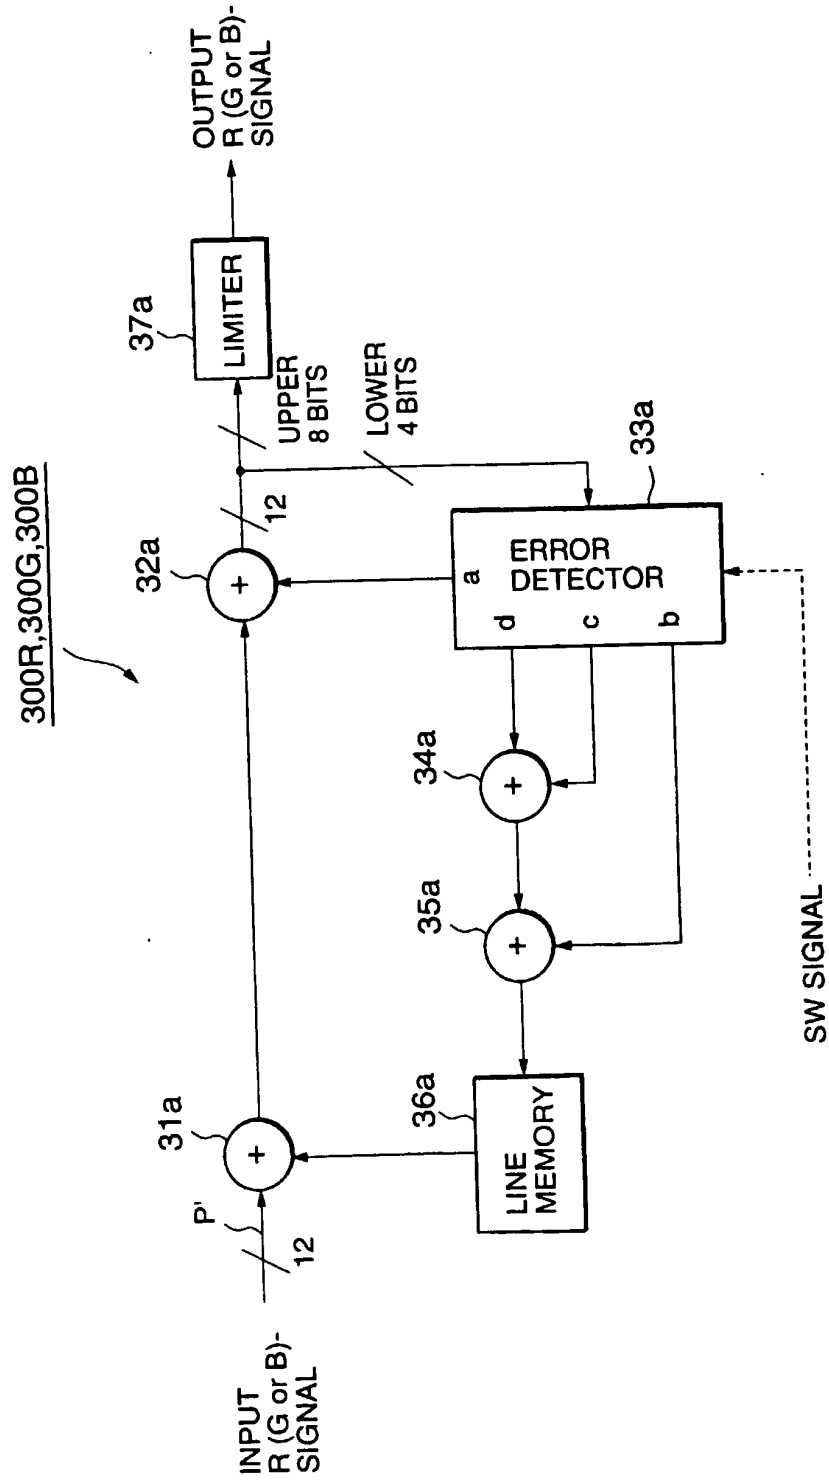 300R,300G,300B
INPUT
R (G or B)-
SIGNAL
P'
12
31a
+
32a
+
12
UPPER
8 BITS
37a
LIMITER
OUTPUT
R (G or B)-
SIGNAL
LOWER
4 BITS
36a
LINE
MEMORY
35a
+
34a
+
33a
ERROR
DETECTOR
a
d
c
b
SW SIGNAL